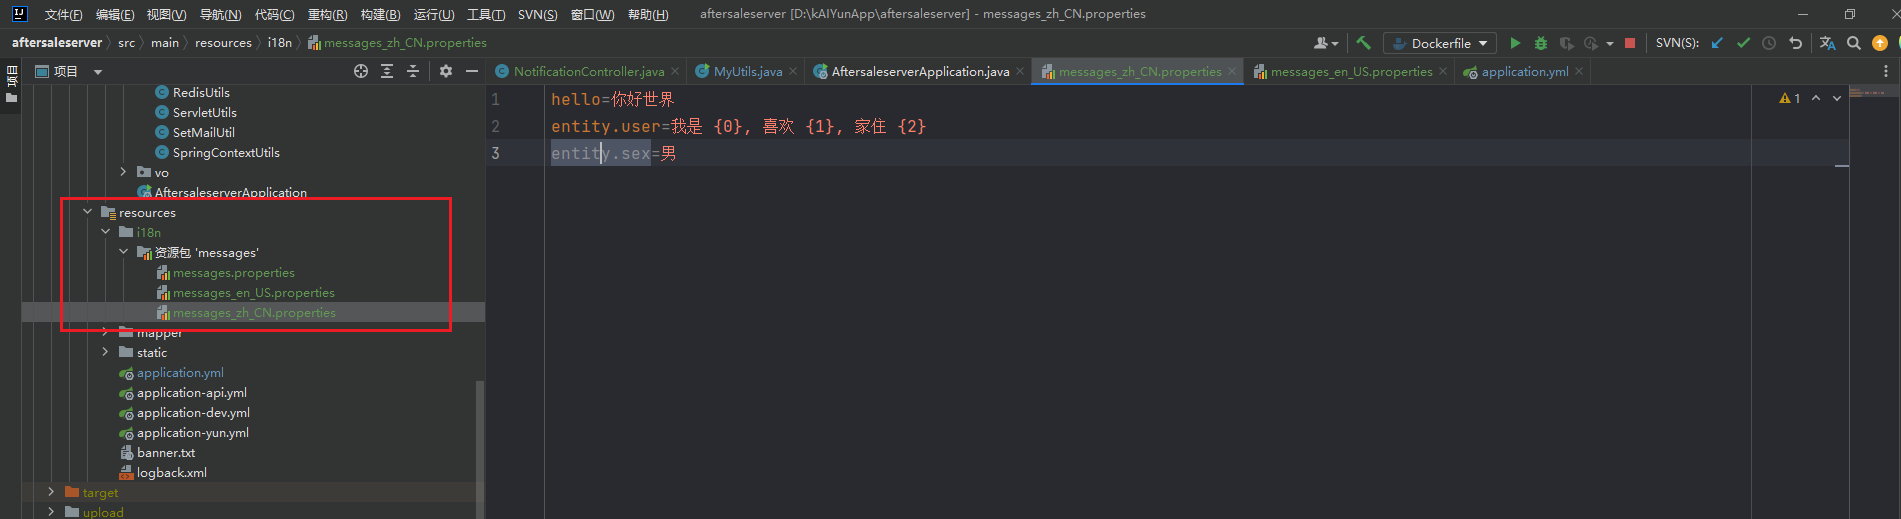 文件(F) 编辑(E) 视图(V) 导航(N) 代码(C) 重构(R) 构建(B) 运行(U) 工具(T) SVN(S) 窗口(W) 帮助(H) aftersaleserver [D:\kAIYunApp\aftersaleserver] - messages_zh_CN.properties
aftersaleserver src main resources i18n messages_zh_CN.properties Dockerfile SVN(S):
项目
项目
NotificationController.java MyUtils.java AftersaleserverApplication.java messages_zh_CN.properties messages_en_US.properties application.yml
RedisUtils
ServletUtils
SetMailUtil
SpringContextUtils
vo
AftersaleserverApplication
resources
i18n
资源包 'messages'
messages.properties
messages_en_US.properties
messages_zh_CN.properties
mapper
static
application.yml
application-api.yml
application-dev.yml
application-yun.yml
banner.txt
logback.xml
target
upload
1 hello=你好世界
2 entity.user=我是 {0}, 喜欢 {1}, 家住 {2}
3 entity.sex=男
1